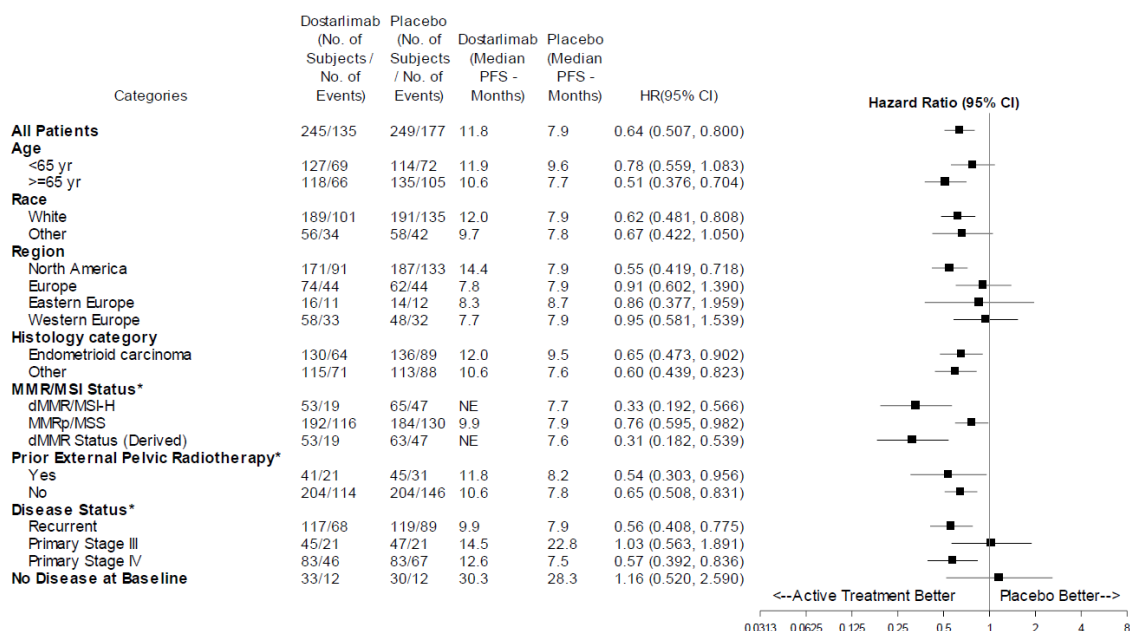 Dostarlimab Placebo
(No. of (No. of Dostarlimab Placebo
Subjects / Subjects (Median (Median
No. of / No. of PFS - PFS -
Categories Events) Events) Months) Months) HR(95% CI) Hazard Ratio (95% CI)
All Patients 245/135 249/177 11.8 7.9 0.64 (0.507, 0.800)
Age
<65 yr 127/69 114/72 11.9 9.6 0.78 (0.559, 1.083)
>=65 yr 118/66 135/105 10.6 7.7 0.51 (0.376, 0.704)
Race
White 189/101 191/135 12.0 7.9 0.62 (0.481, 0.808)
Other 56/34 58/42 9.7 7.8 0.67 (0.422, 1.050)
Region
North America 171/91 187/133 14.4 7.9 0.55 (0.419, 0.718)
Europe 74/44 62/44 7.8 7.9 0.91 (0.602, 1.390)
Eastern Europe 16/11 14/12 8.3 8.7 0.86 (0.377, 1.959)
Western Europe 58/33 48/32 7.7 7.9 0.95 (0.581, 1.539)
Histology category
Endometrioid carcinoma 130/64 136/89 12.0 9.5 0.65 (0.473, 0.902)
Other 115/71 113/88 10.6 7.6 0.60 (0.439, 0.823)
MMR/MSI Status*
dMMR/MSI-H 53/19 65/47 NE 7.7 0.33 (0.192, 0.566)
MMRp/MSS 192/116 184/130 9.9 7.9 0.76 (0.595, 0.982)
dMMR Status (Derived) 53/19 63/47 NE 7.6 0.31 (0.182, 0.539)
Prior External Pelvic Radiotherapy*
Yes 41/21 45/31 11.8 8.2 0.54 (0.303, 0.956)
No 204/114 204/146 10.6 7.8 0.65 (0.508, 0.831)
Disease Status*
Recurrent 117/68 119/89 9.9 7.9 0.56 (0.408, 0.775)
Primary Stage III 45/21 47/21 14.5 22.8 1.03 (0.563, 1.891)
Primary Stage IV 83/46 83/67 12.6 7.5 0.57 (0.392, 0.836)
No Disease at Baseline 33/12 30/12 30.3 28.3 1.16 (0.520, 2.590)
<--Active Treatment Better Placebo Better-->
0.0313 0.0625 0.125 0.25 0.5 1 2 4 8